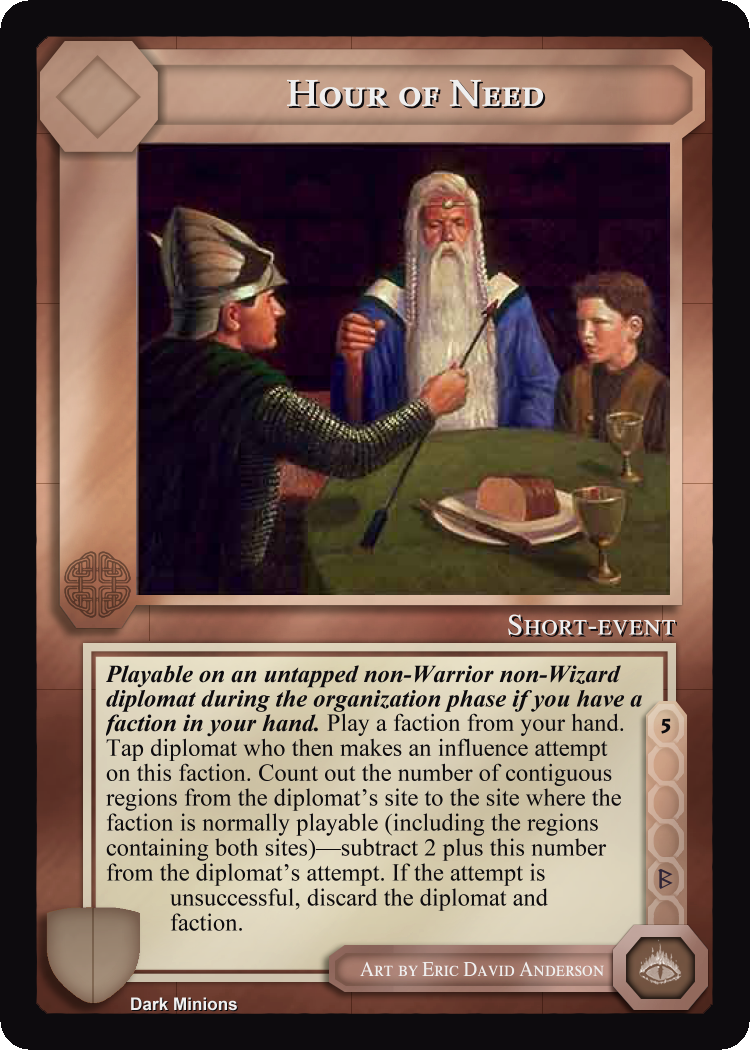 Hour of Need
Short-event
Playable on an untapped non-Warrior non-Wizard
diplomat during the organization phase if you have a
faction in your hand. Play a faction from your hand.
Tap diplomat who then makes an influence attempt
on this faction. Count out the number of contiguous
regions from the diplomat's site to the site where the
faction is normally playable (including the regions
containing both sites)—subtract 2 plus this number
from the diplomat's attempt. If the attempt is
unsuccessful, discard the diplomat and
faction.
5
Art by Eric David Anderson
Dark Minions